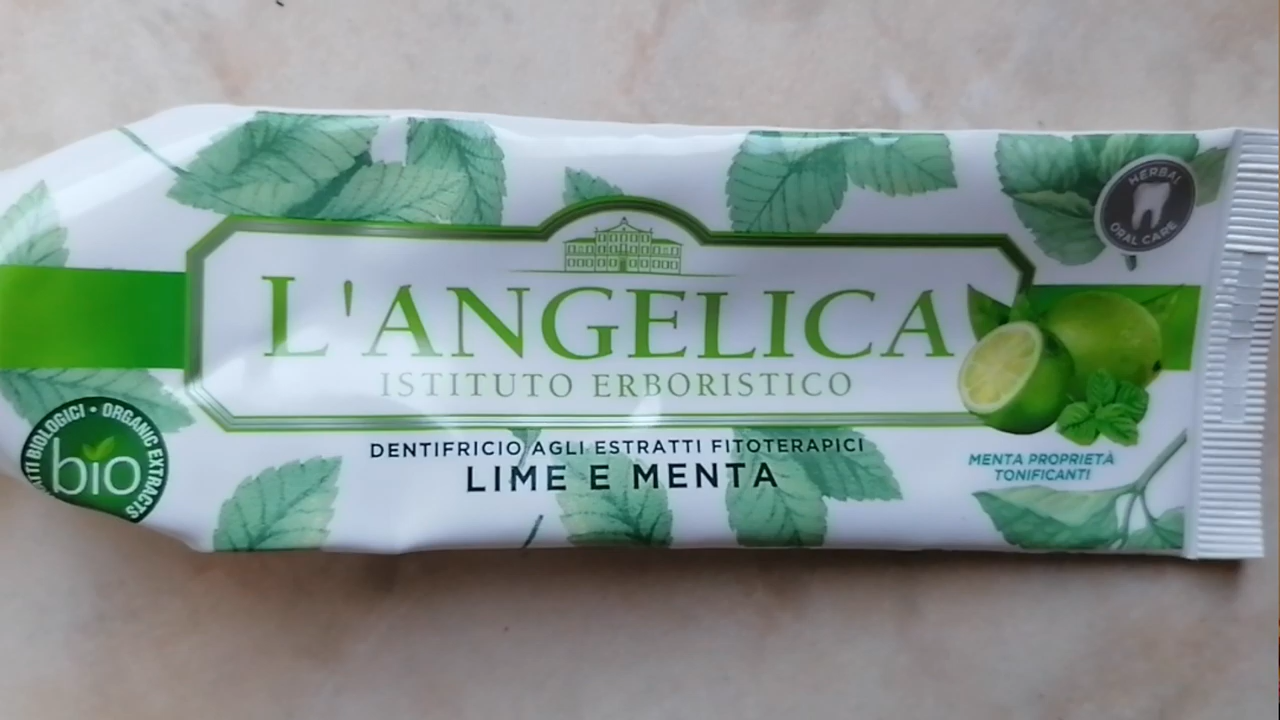 HERBAL
ORAL CARE
L'ANGELICA
ISTITUTO ERBORISTICO
DENTIFRICIO AGLI ESTRATTI FITOTERAPICI
LIME E MENTA
MENTA PROPRIETÀ
TONIFICANTI
BIOLOGICI • ORGANIC EXTRACTS
bio